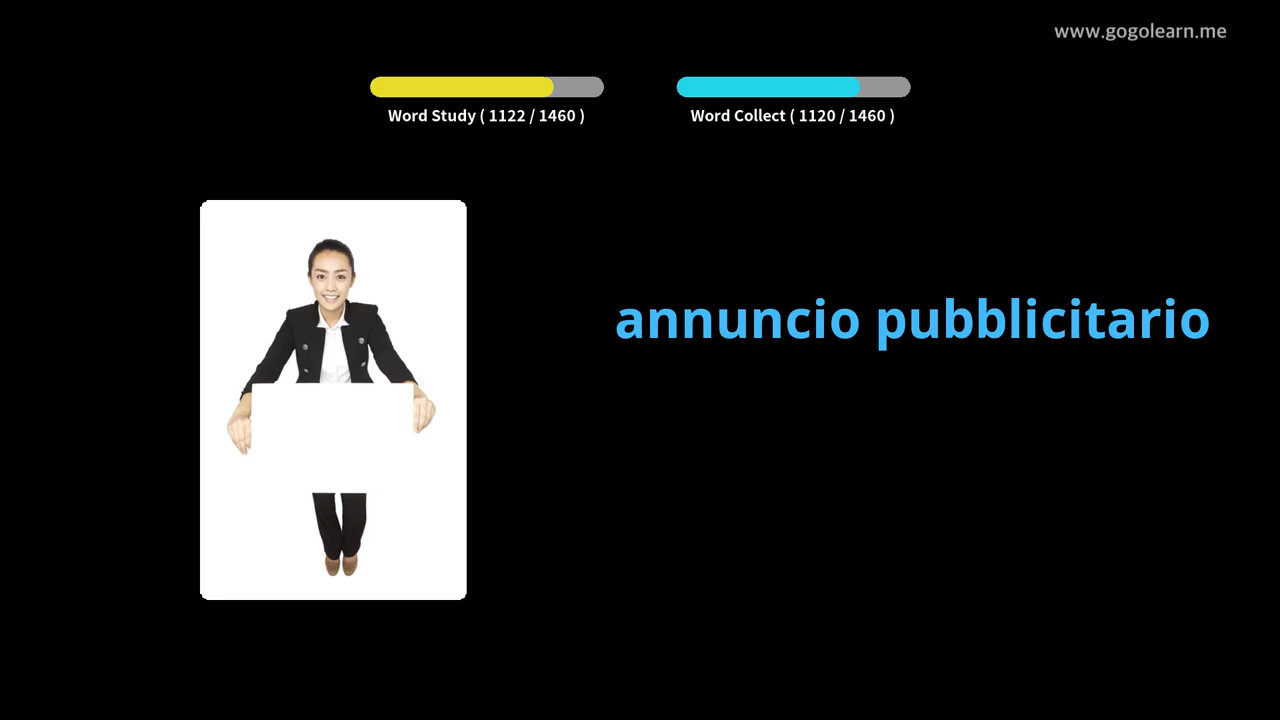 www.gogolearn.me
Word Study ( 1122 / 1460 )
Word Collect ( 1120 / 1460 )
annuncio pubblicitario